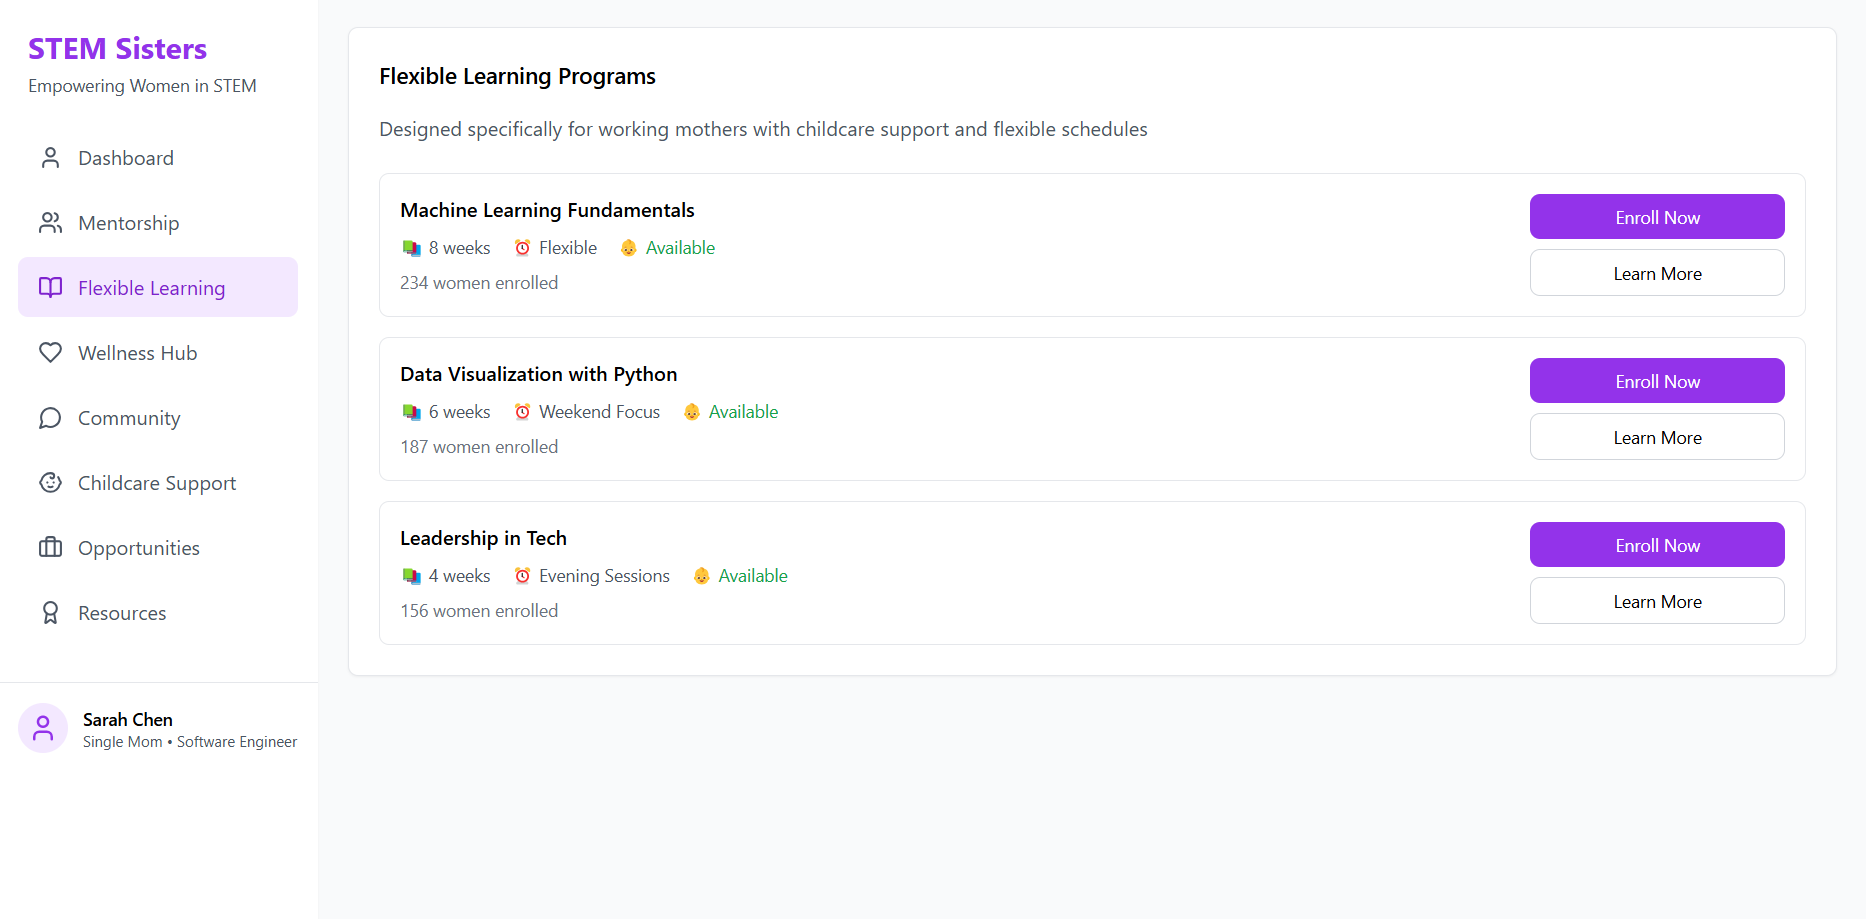 STEM Sisters
Empowering Women in STEM
Dashboard
Mentorship
Flexible Learning
Wellness Hub
Community
Childcare Support
Opportunities
Resources
Sarah Chen
Single Mom • Software Engineer
Flexible Learning Programs
Designed specifically for working mothers with childcare support and flexible schedules
Machine Learning Fundamentals
8 weeks Flexible Available
234 women enrolled
Enroll Now
Learn More
Data Visualization with Python
6 weeks Weekend Focus Available
187 women enrolled
Enroll Now
Learn More
Leadership in Tech
4 weeks Evening Sessions Available
156 women enrolled
Enroll Now
Learn More